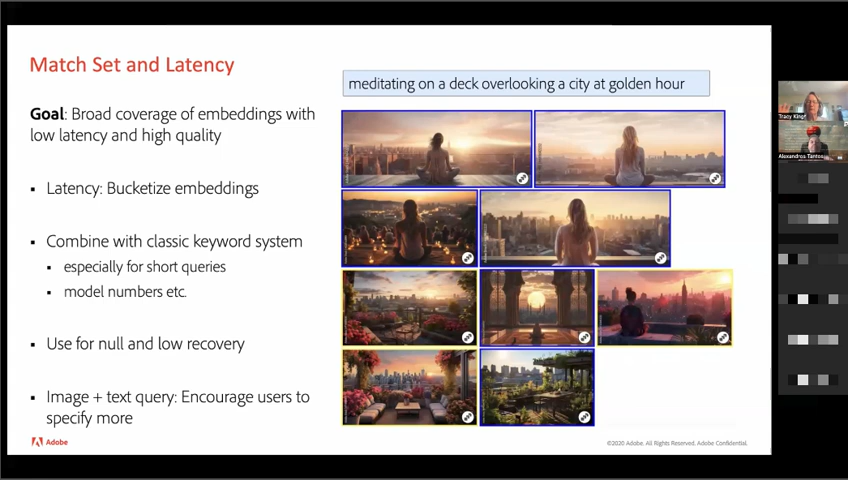 Match Set and Latency
Goal: Broad coverage of embeddings with
low latency and high quality
▪ Latency: Bucketize embeddings
▪ Combine with classic keyword system
▪ especially for short queries
▪ model numbers etc.
▪ Use for null and low recovery
▪ Image + text query: Encourage users to
specify more
meditating on a deck overlooking a city at golden hour
Adobe
©2020 Adobe. All Rights Reserved. Adobe Confidential.
Tracy King
Alexandros Tantos